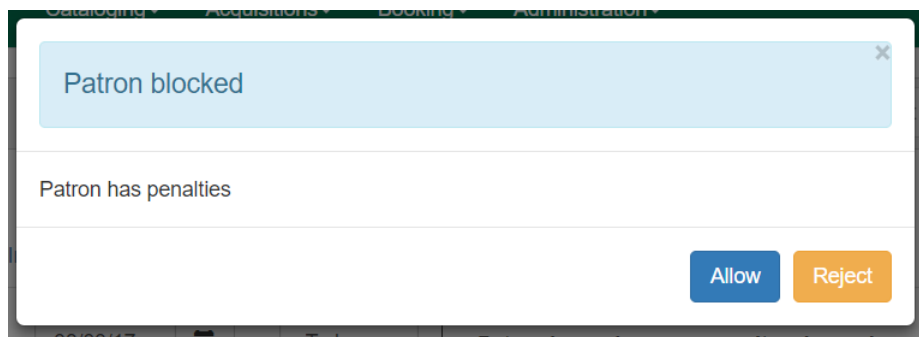 Cataloging Acquisitions Booking Administration
Patron blocked
×
Patron has penalties
Allow Reject